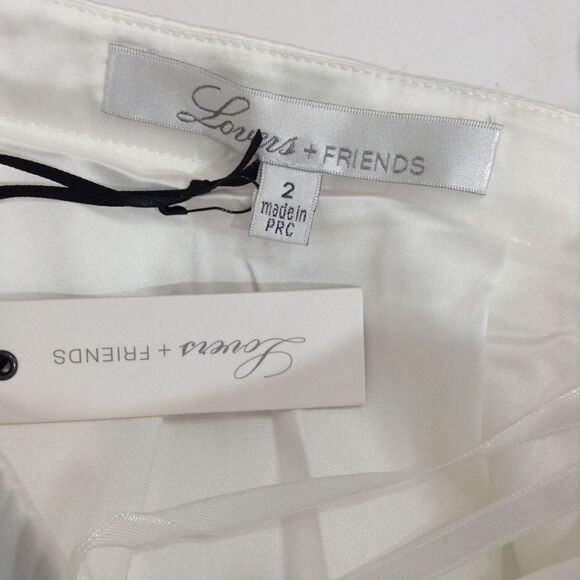 Lovers + FRIENDS
2
made in
PRC
Lovers + FRIENDS